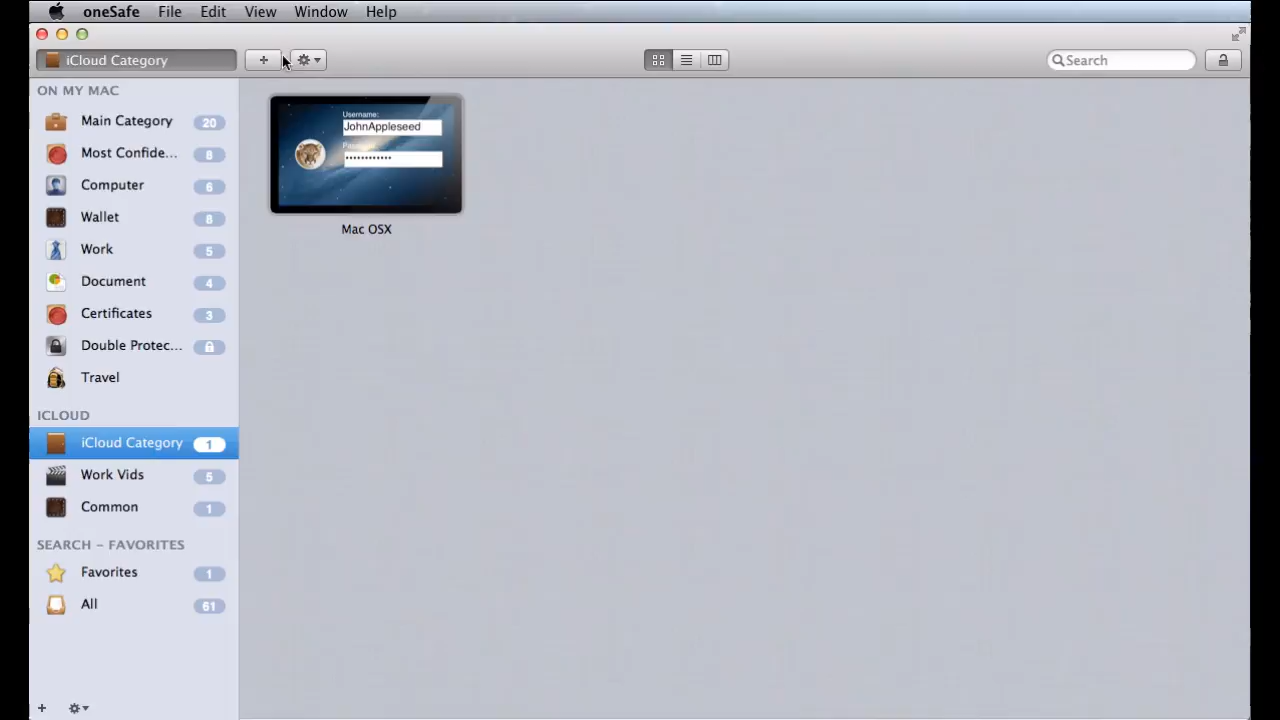 oneSafe File Edit View Window Help
iCloud Category
Search
ON MY MAC
Main Category 20
Most Confide... 8
Computer 6
Wallet 8
Work 5
Document 4
Certificates 3
Double Protec...
Travel
ICLOUD
iCloud Category 1
Work Vids 5
Common 1
SEARCH – FAVORITES
Favorites 1
All 61
Username:
JohnAppleseed
Password:
••••••••••••
Mac OSX